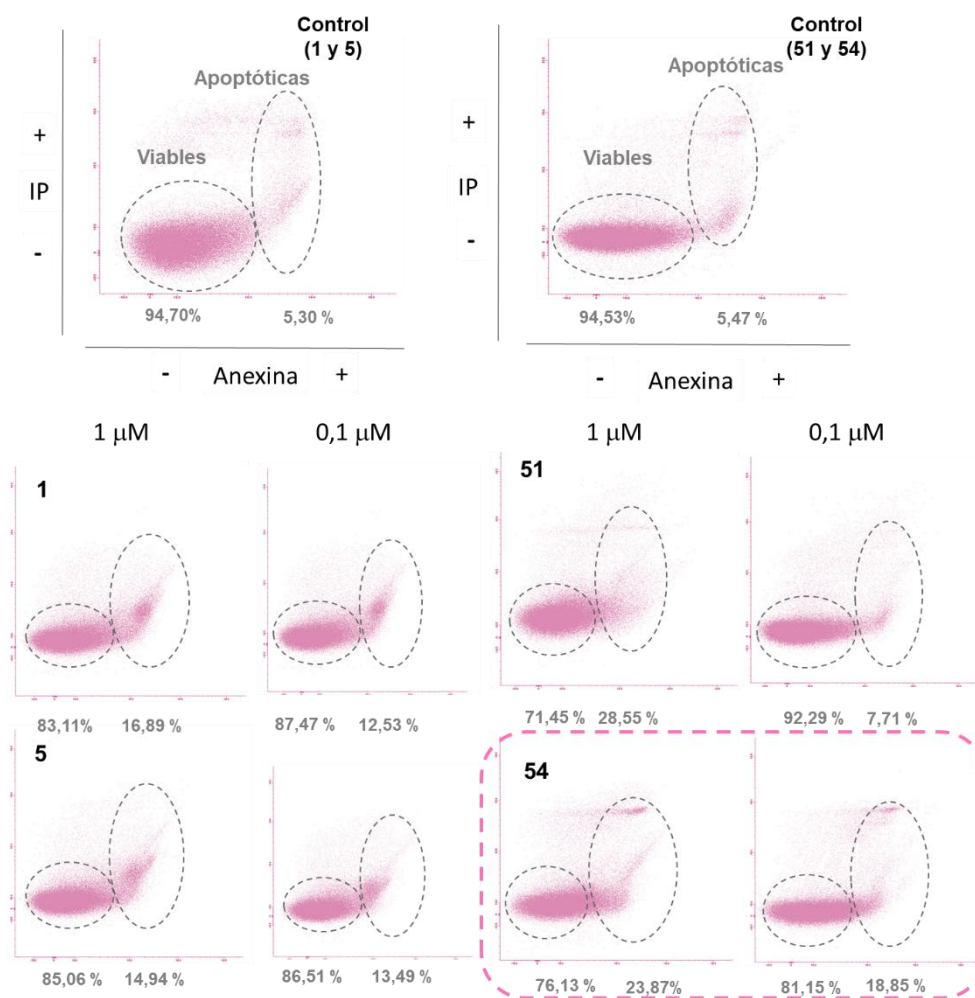 Control
(1 y 5)
Apoptóticas
Viables
+
IP
-
94,70%
5,30 %
- Anexina +
Control
(51 y 54)
Apoptóticas
Viables
+
IP
-
94,53%
5,47 %
- Anexina +
1 μM
0,1 μM
1 μM
0,1 μM
1
83,11%
16,89 %
87,47 %
12,53 %
51
71,45 %
28,55 %
92,29 %
7,71 %
5
85,06 %
14,94 %
86,51 %
13,49 %
54
76,13 %
23,87%
81,15 %
18,85 %